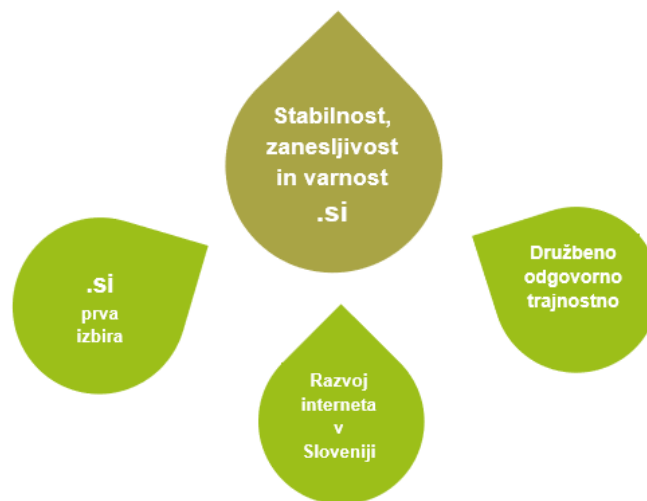 Stabilnost,
zanesljivost
in varnost
.si
.si
prva
izbira
Razvoj
interneta
v
Sloveniji
Družbeno
odgovorno
trajnostno